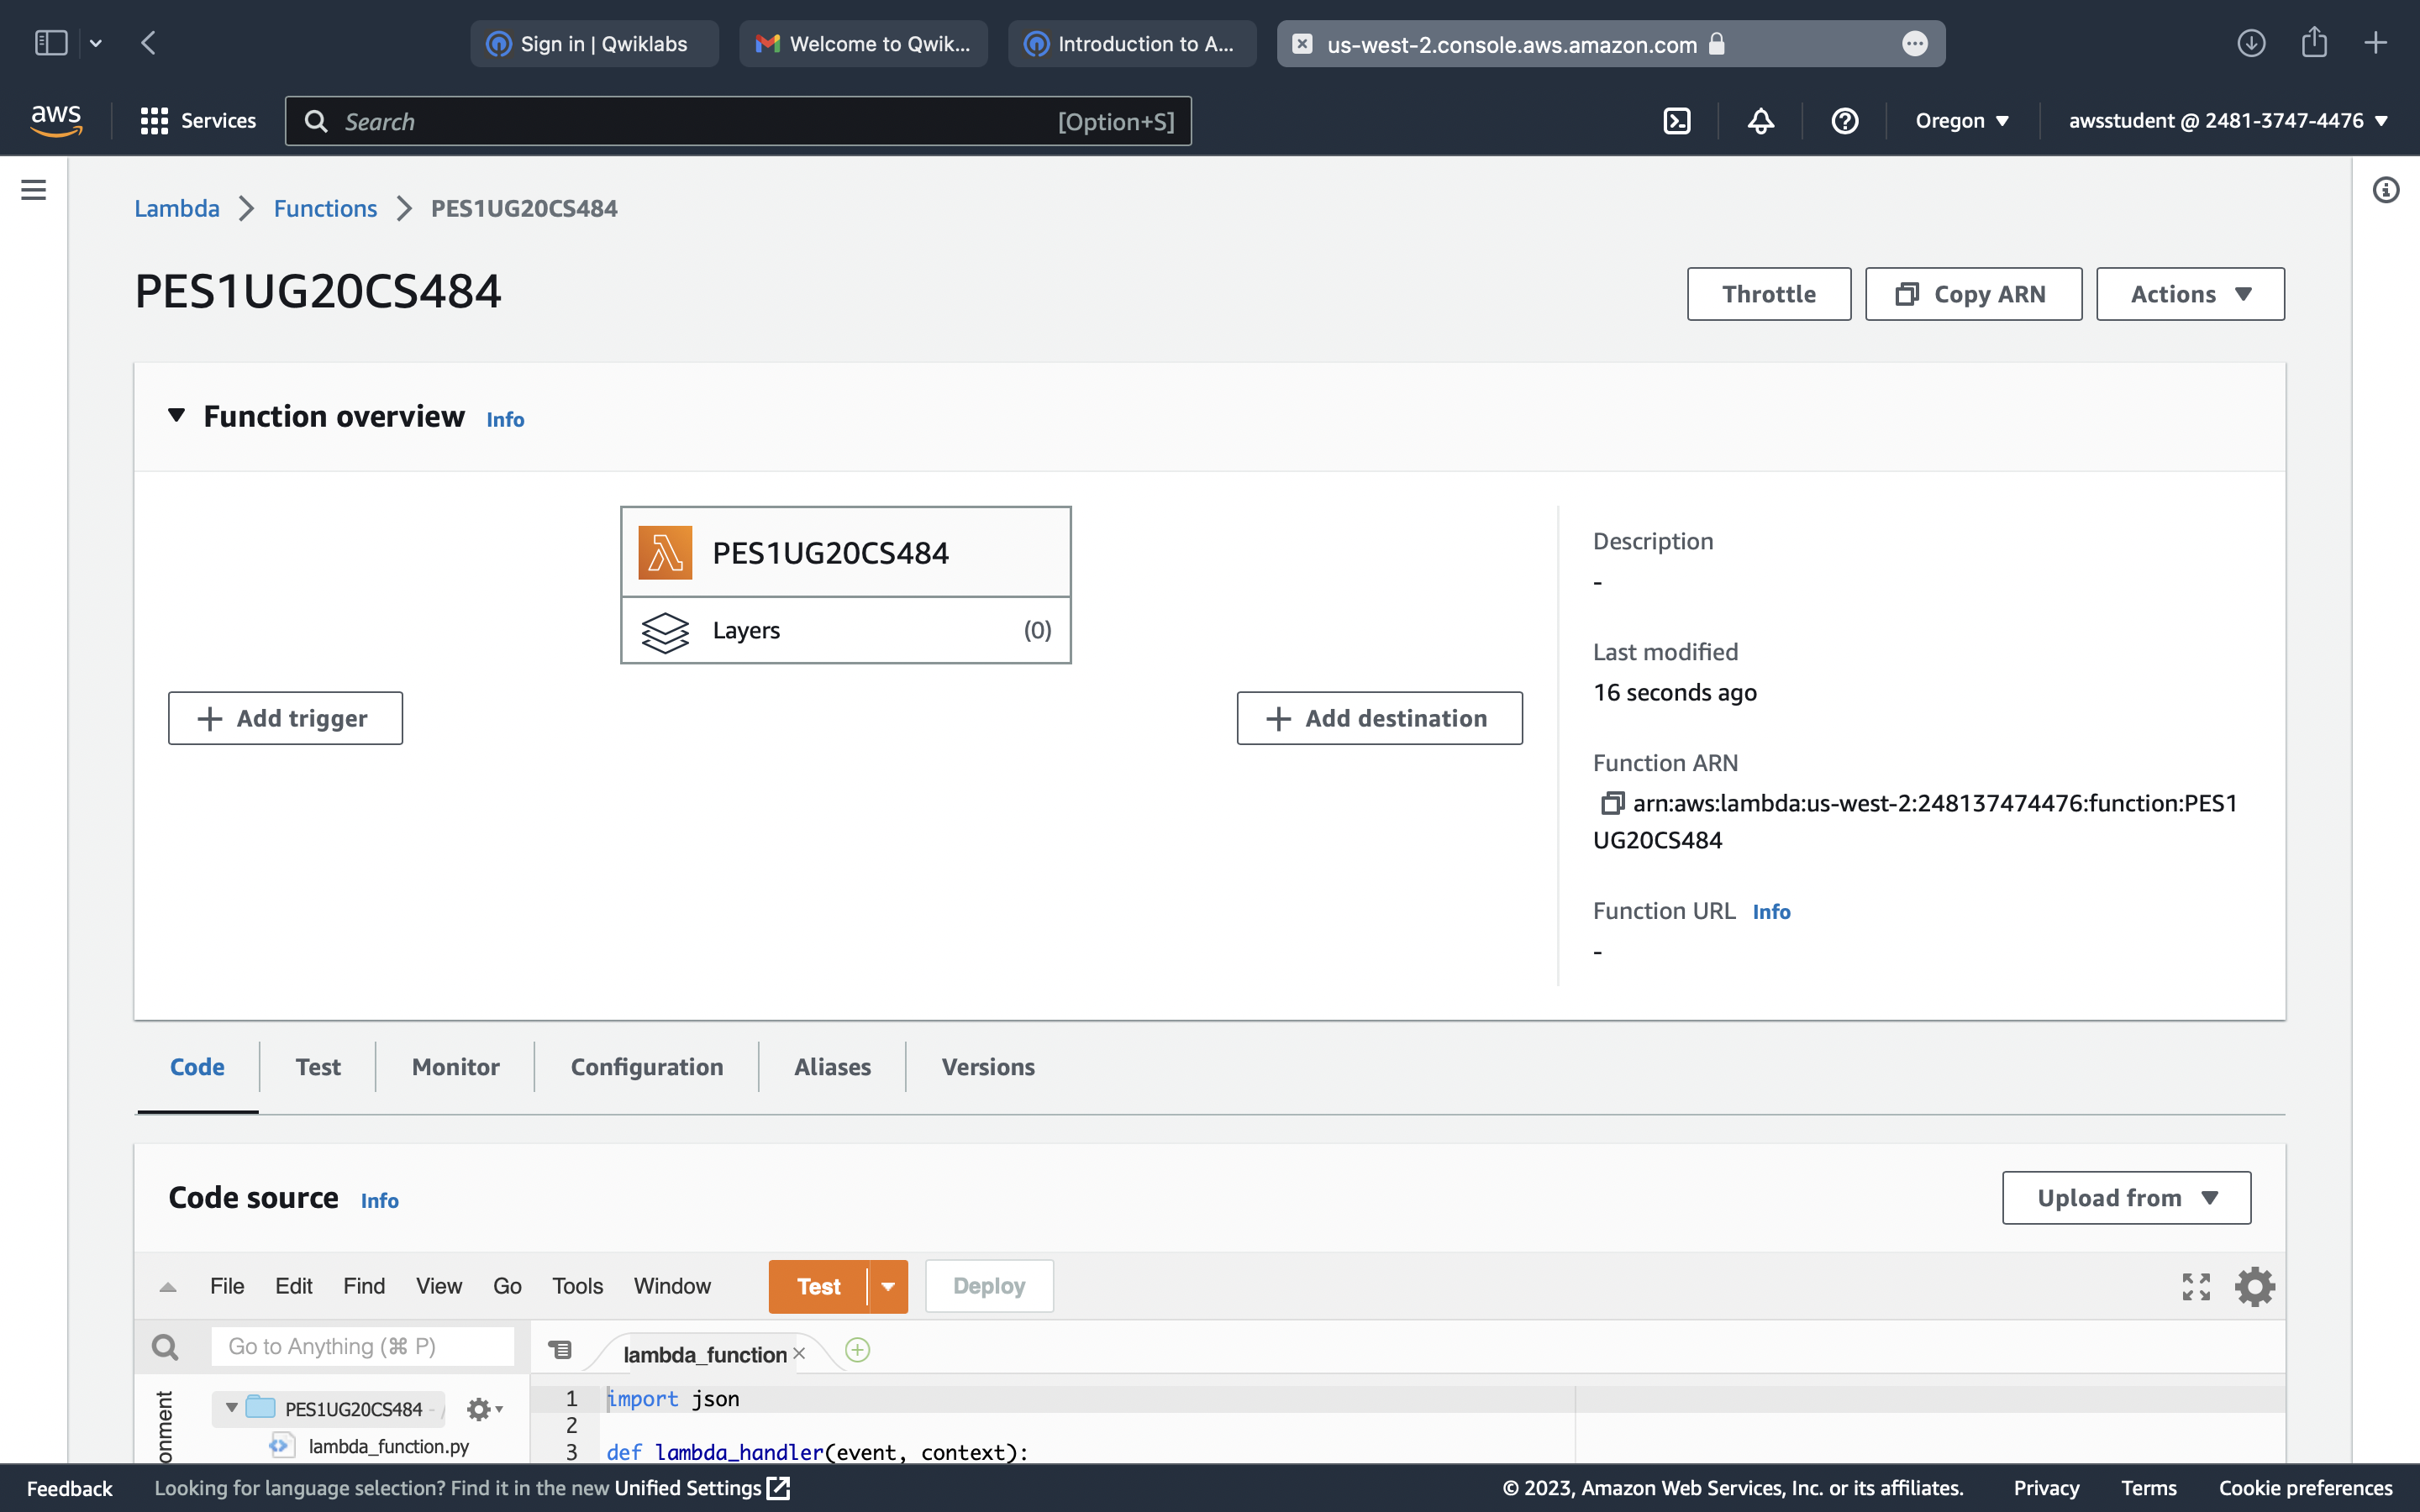 Sign in | Qwiklabs
Welcome to Qwik...
Introduction to A...
us-west-2.console.aws.amazon.com
aws
Services
Search
[Option+S]
Oregon
awsstudent @ 2481-3747-4476
Lambda
Functions
PES1UG20CS484
PES1UG20CS484
Throttle
Copy ARN
Actions
Function overview Info
PES1UG20CS484
Layers
(0)
Add trigger
Add destination
Description
-
Last modified
16 seconds ago
Function ARN
arn:aws:lambda:us-west-2:248137474476:function:PES1
UG20CS484
Function URL Info
-
Code
Test
Monitor
Configuration
Aliases
Versions
Code source Info
Upload from
File
Edit
Find
View
Go
Tools
Window
Test
Deploy
Go to Anything (⌘ P)
lambda_function
PES1UG20CS484 - /
lambda_function.py
1 import json
2
3 def lambda_handler(event, context):
Feedback
Looking for language selection? Find it in the new Unified Settings
© 2023, Amazon Web Services, Inc. or its affiliates.
Privacy
Terms
Cookie preferences